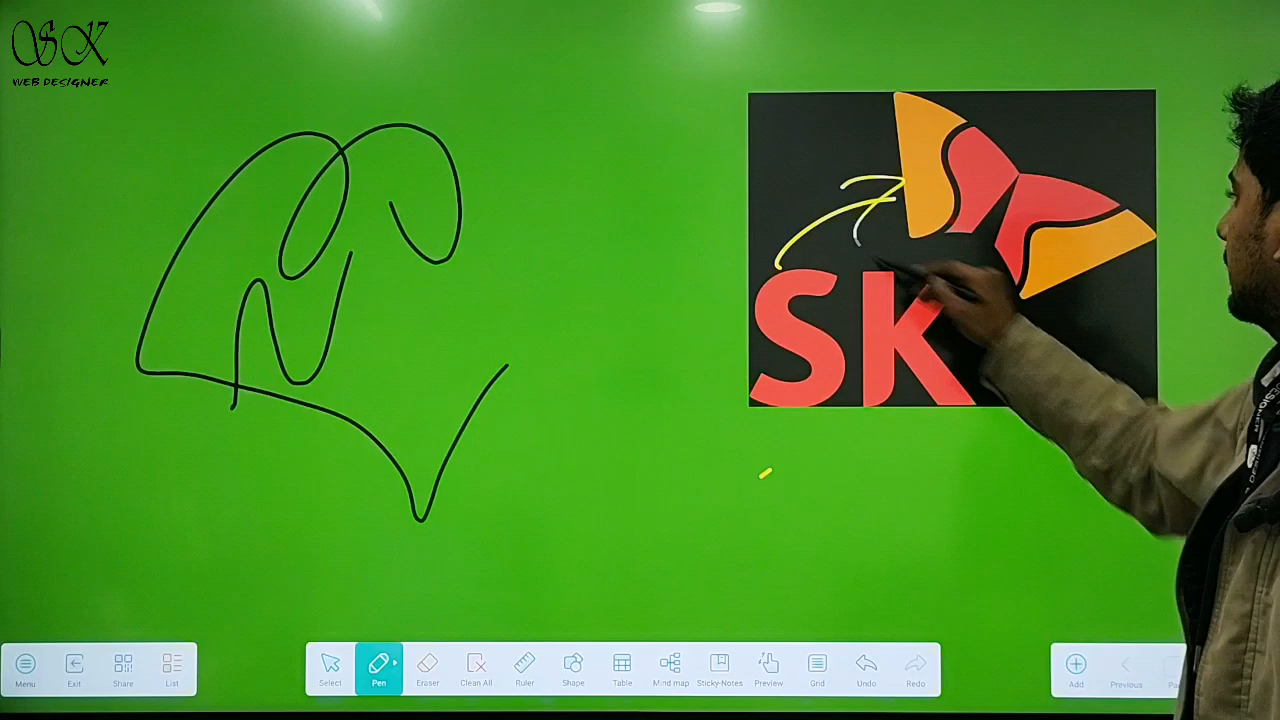 SK
WEB DESIGNER
SK
Menu
Exit
Share
List
Select
Pen
Eraser
Clean All
Ruler
Shape
Table
Mind map
Sticky-Notes
Preview
Grid
Undo
Redo
Add
Previous